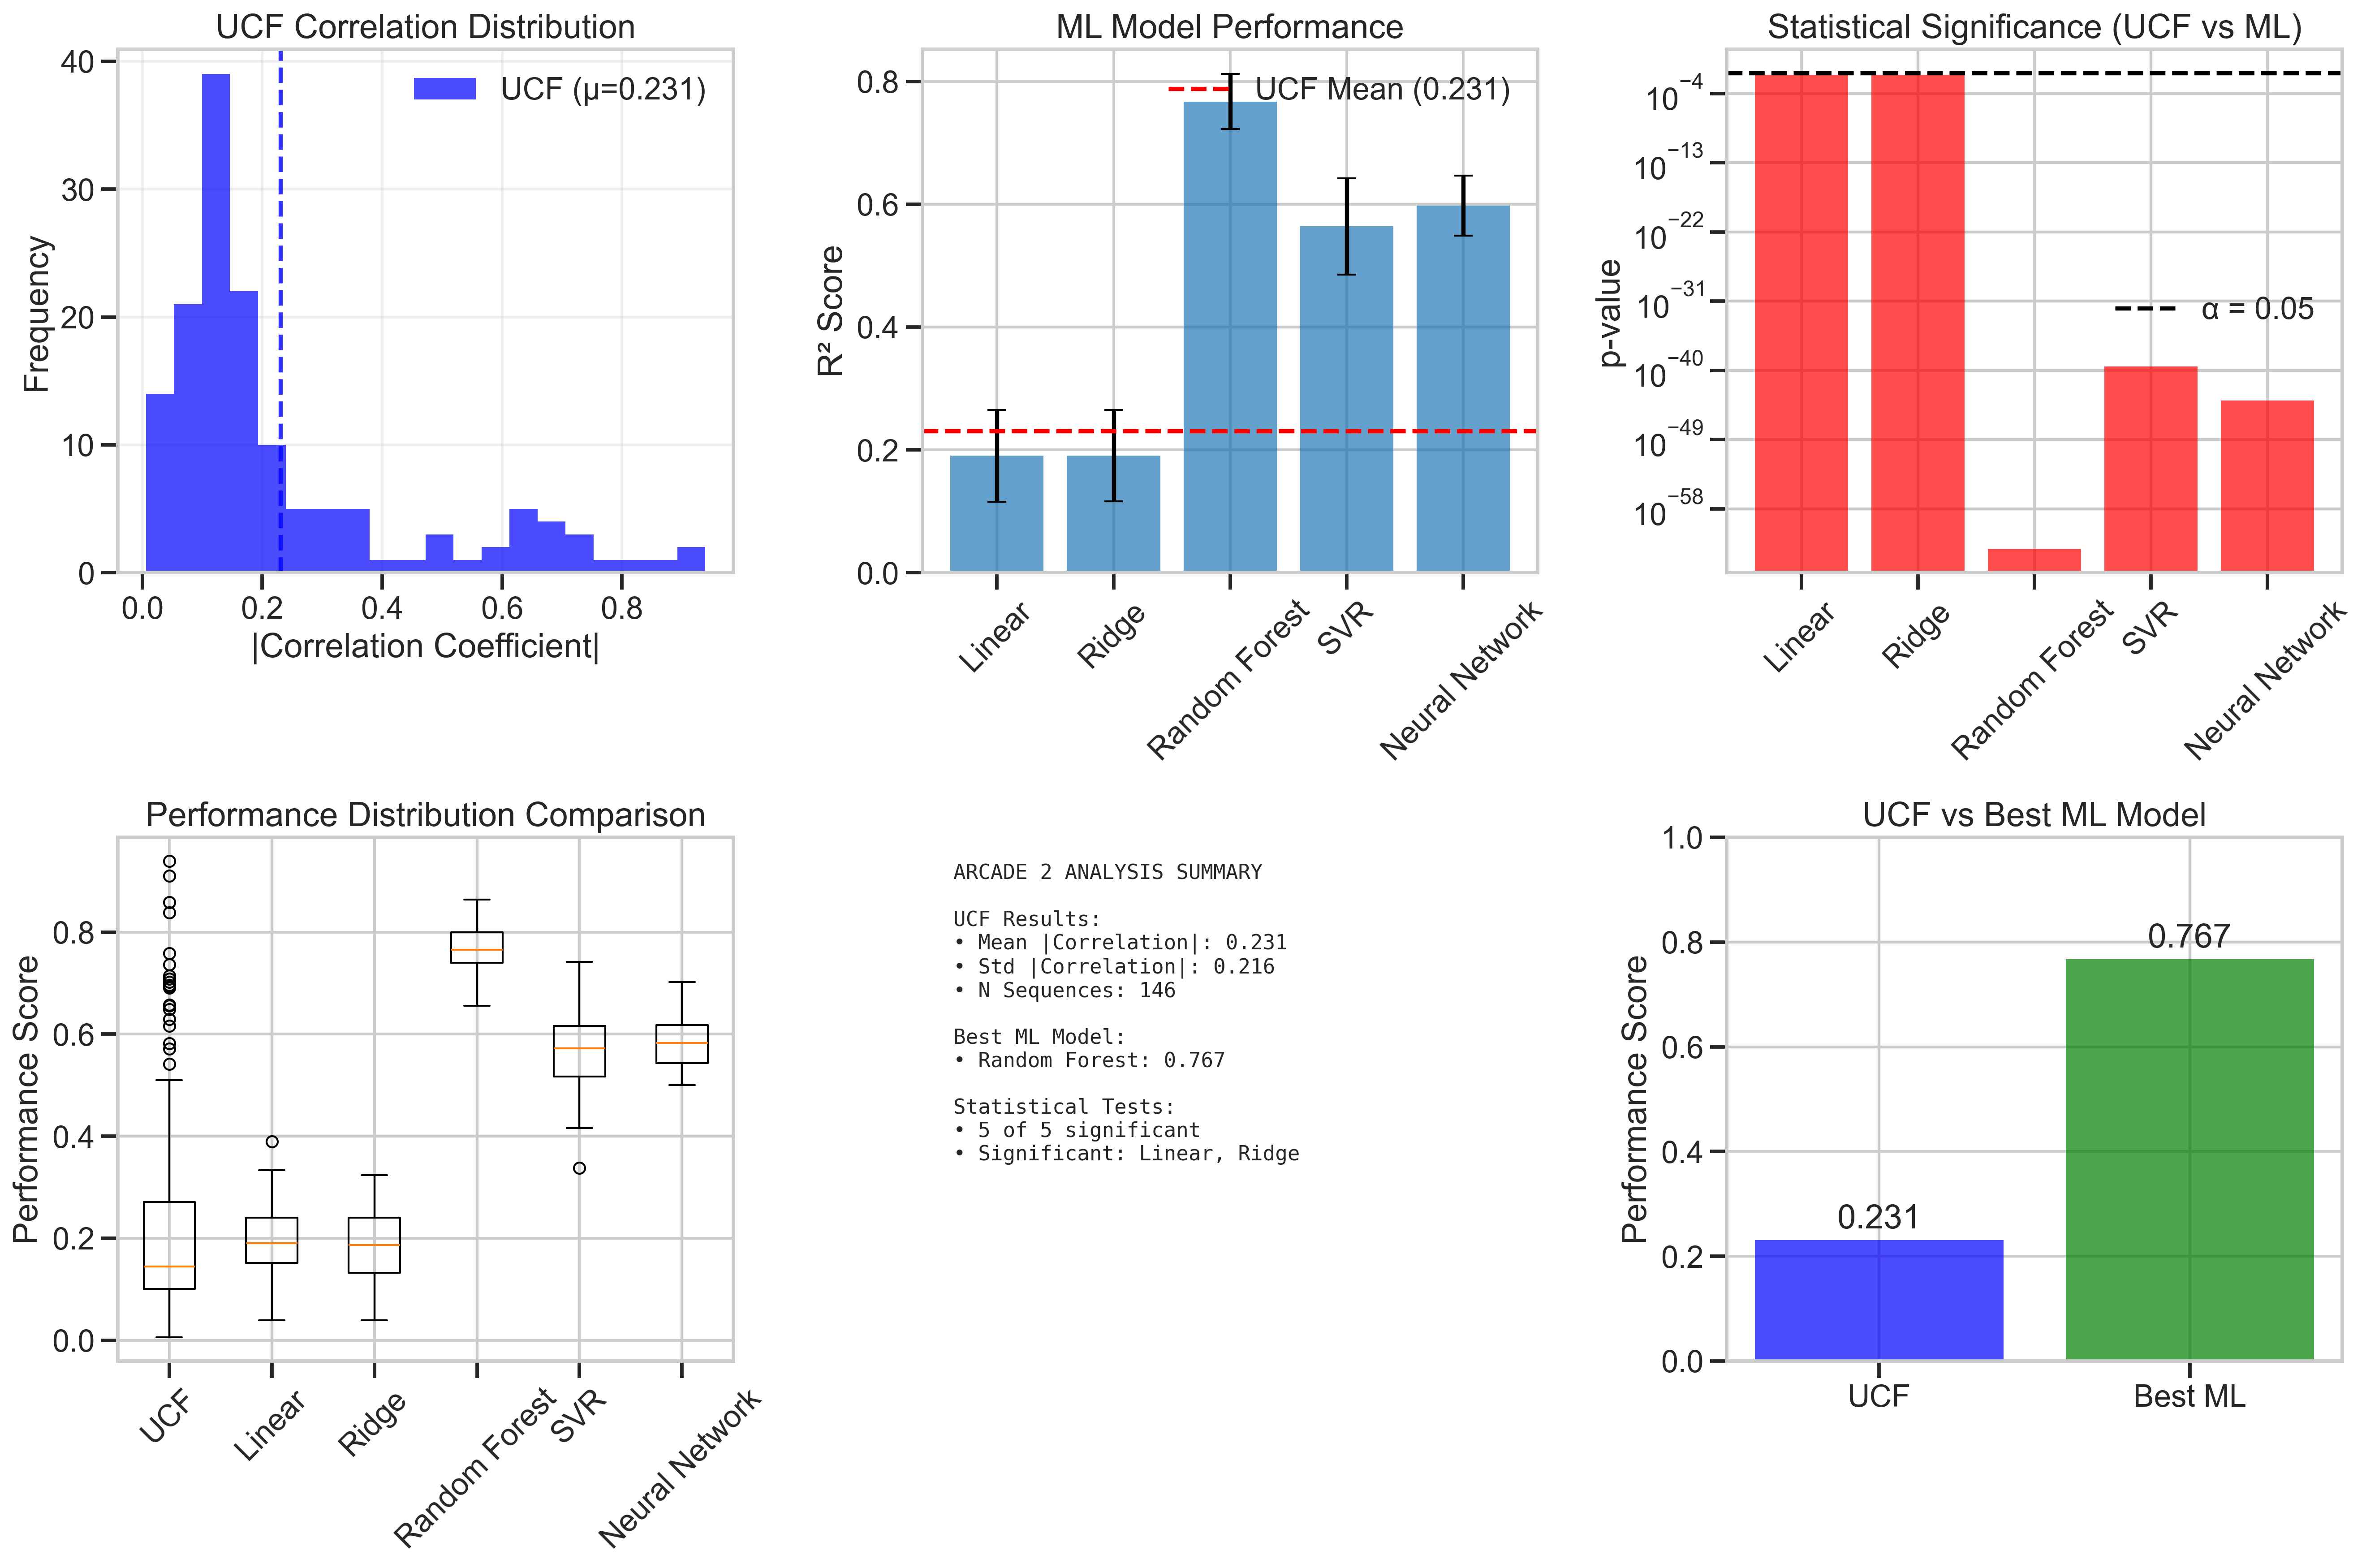 UCF Correlation Distribution
40
30
20
10
0
Frequency
UCF (μ=0.231)
0.0 0.2 0.4 0.6 0.8
|Correlation Coefficient|
ML Model Performance
0.8
0.6
0.4
0.2
0.0
R² Score
UCF Mean (0.231)
Linear
Ridge
Random Forest
SVR
Neural Network
Statistical Significance (UCF vs ML)
10⁻⁴
10⁻¹³
10⁻²²
10⁻³¹
10⁻⁴⁰
10⁻⁴⁹
10⁻⁵⁸
p-value
α = 0.05
Linear
Ridge
Random Forest
SVR
Neural Network
Performance Distribution Comparison
0.8
0.6
0.4
0.2
0.0
Performance Score
UCF
Linear
Ridge
Random Forest
SVR
Neural Network
ARCADE 2 ANALYSIS SUMMARY
UCF Results:
• Mean |Correlation|: 0.231
• Std |Correlation|: 0.216
• N Sequences: 146
Best ML Model:
• Random Forest: 0.767
Statistical Tests:
• 5 of 5 significant
• Significant: Linear, Ridge
UCF vs Best ML Model
1.0
0.8
0.6
0.4
0.2
0.0
Performance Score
0.231
0.767
UCF
Best ML